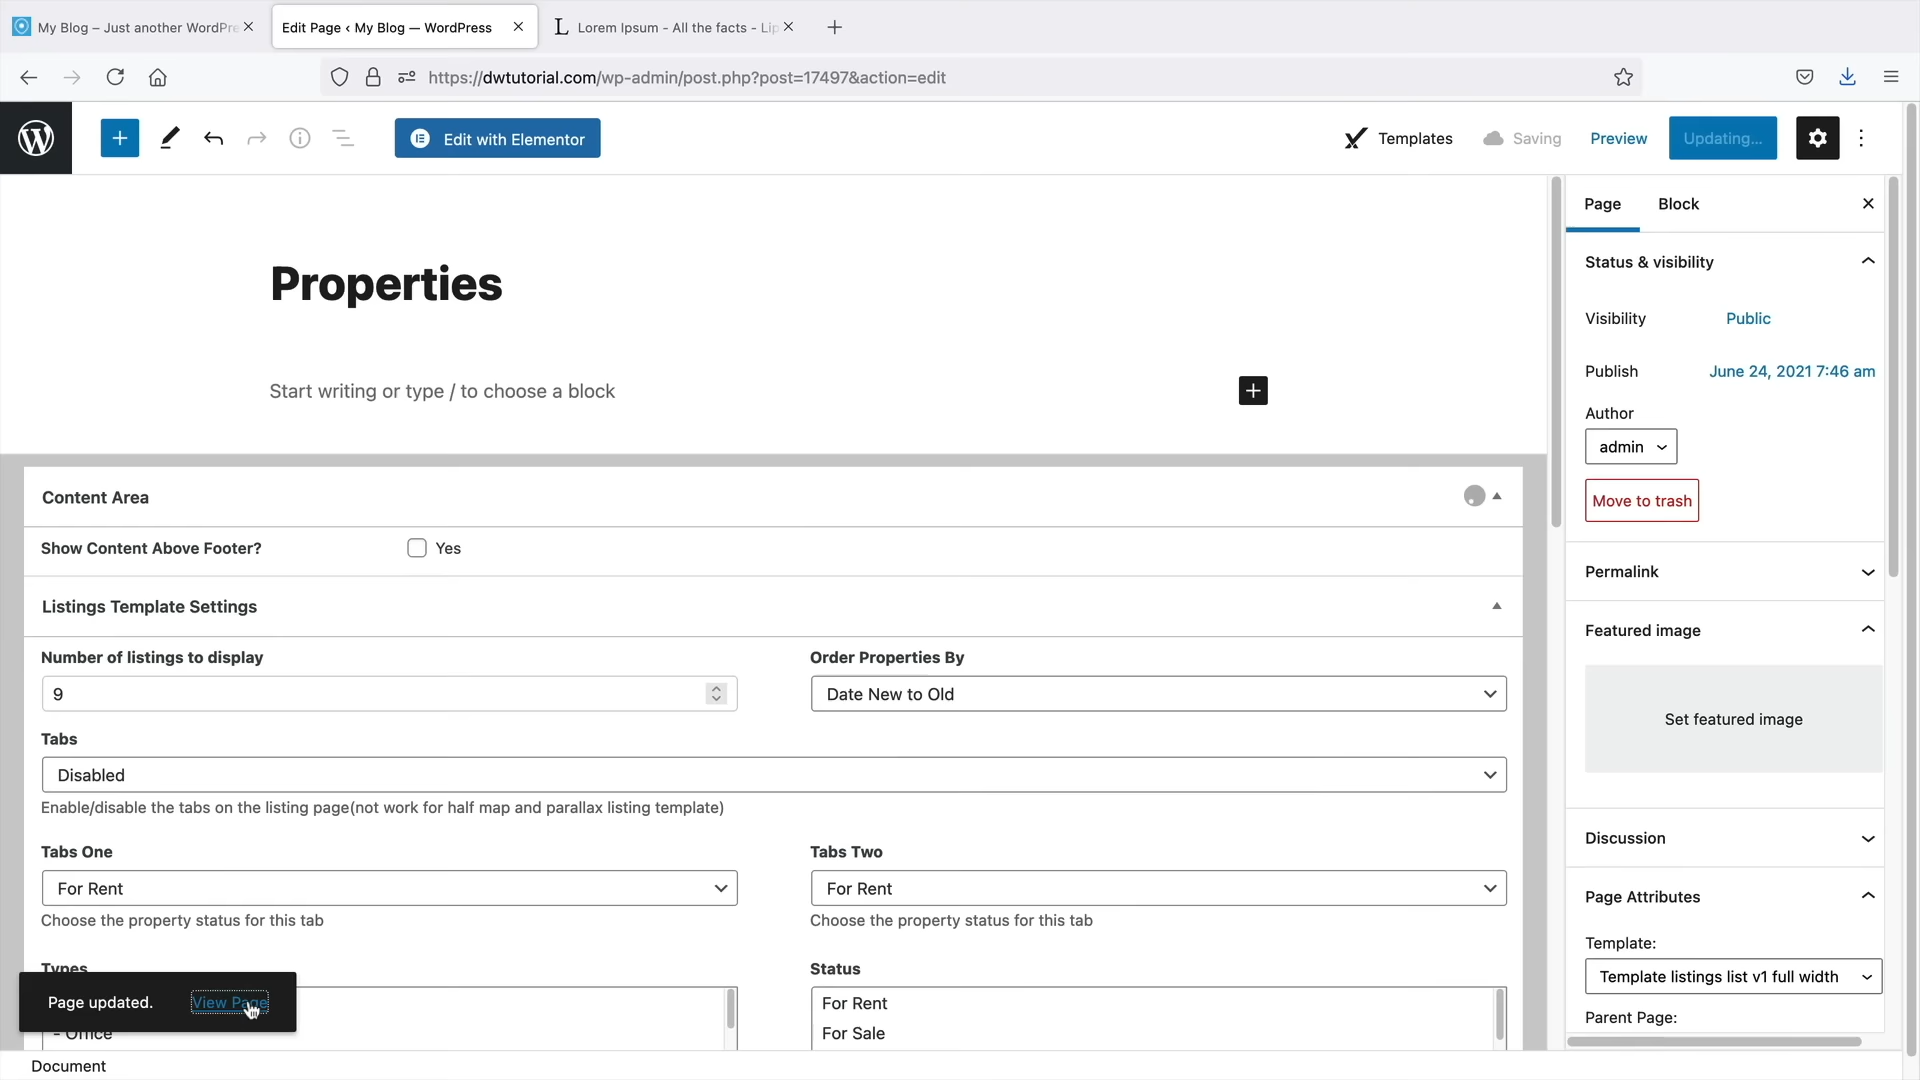 My Blog – Just another WordPre
Edit Page ‹ My Blog — WordPress
Lorem Ipsum - All the facts - Lip
https://dwtutorial.com/wp-admin/post.php?post=17497&action=edit
Edit with Elementor
Templates
Saving
Preview
Updating...
Properties
Start writing or type / to choose a block
Page
Block
Status & visibility
Visibility
Public
Publish
June 24, 2021 7:46 am
Author
admin
Move to trash
Permalink
Featured image
Set featured image
Discussion
Page Attributes
Template:
Template listings list v1 full width
Parent Page:
Content Area
Show Content Above Footer?
Yes
Listings Template Settings
Number of listings to display
9
Order Properties By
Date New to Old
Tabs
Disabled
Enable/disable the tabs on the listing page(not work for half map and parallax listing template)
Tabs One
For Rent
Choose the property status for this tab
Tabs Two
For Rent
Choose the property status for this tab
Types
- Office
Status
For Rent
For Sale
Page updated.
View Page
Document